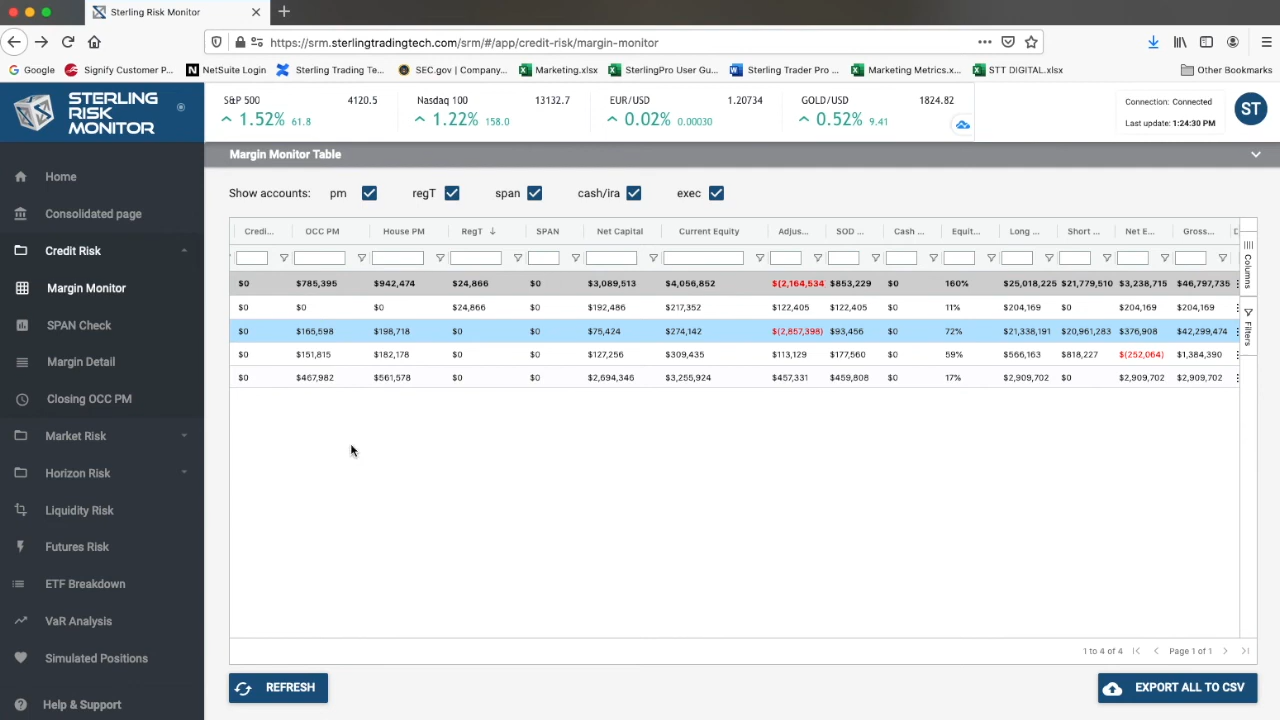 Sterling Risk Monitor
https://srm.sterlingtradingtech.com/srm/#/app/credit-risk/margin-monitor
Google Signify Customer P... NetSuite Login Sterling Trading Te... SEC.gov | Company... Marketing.xlsx SterlingPro User Gu... Sterling Trader Pro ... Marketing Metrics.x... STT DIGITAL.xlsx Other Bookmarks
STERLING
RISK
MONITOR
S&P 500 4120.5 Nasdaq 100 13132.7 EUR/USD 1.20734 GOLD/USD 1824.82
1.52% 61.8 1.22% 158.0 0.02% 0.00030 0.52% 9.41
Connection: Connected
Last update: 1:24:30 PM
ST
Home
Consolidated page
Credit Risk
Margin Monitor
SPAN Check
Margin Detail
Closing OCC PM
Market Risk
Horizon Risk
Liquidity Risk
Futures Risk
ETF Breakdown
VaR Analysis
Simulated Positions
Help & Support
Margin Monitor Table
Show accounts: pm regT span cash/ira exec
Credi... OCC PM House PM RegT SPAN Net Capital Current Equity Adjus... SOD ... Cash ... Equit... Long ... Short ... Net E... Gross...
$0 $785,395 $942,474 $24,866 $0 $3,089,513 $4,056,852 $(2,164,534 $853,229 $0 160% $25,018,225 $21,779,510 $3,238,715 $46,797,735
$0 $0 $0 $24,866 $0 $192,486 $217,352 $122,405 $122,405 $0 11% $204,169 $0 $204,169 $204,169
$0 $165,598 $198,718 $0 $0 $75,424 $274,142 $(2,857,398) $93,456 $0 72% $21,338,191 $20,961,283 $376,908 $42,299,474
$0 $151,815 $182,178 $0 $0 $127,256 $309,435 $113,129 $177,560 $0 59% $566,163 $818,227 $(252,064) $1,384,390
$0 $467,982 $561,578 $0 $0 $2,694,346 $3,255,924 $457,331 $459,808 $0 17% $2,909,702 $0 $2,909,702 $2,909,702
Columns
Filters
1 to 4 of 4 Page 1 of 1
REFRESH
EXPORT ALL TO CSV